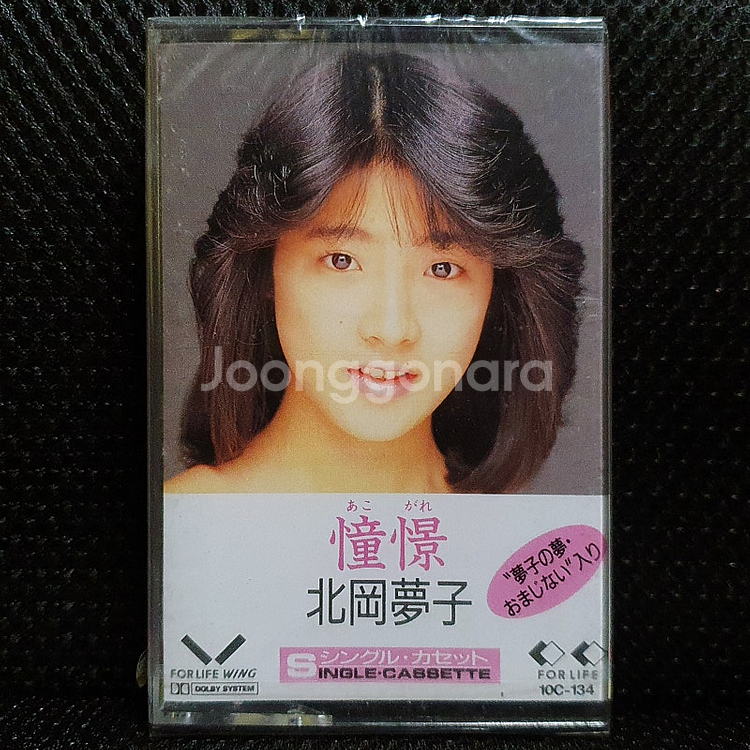 Joonggonara
あこがれ
憧憬
北岡夢子
"夢子の夢・
おまじない"入り
シングル・カセット
SINGLE・CASSETTE
FOR LIFE WING
DOLBY SYSTEM
FOR LIFE
10C-134